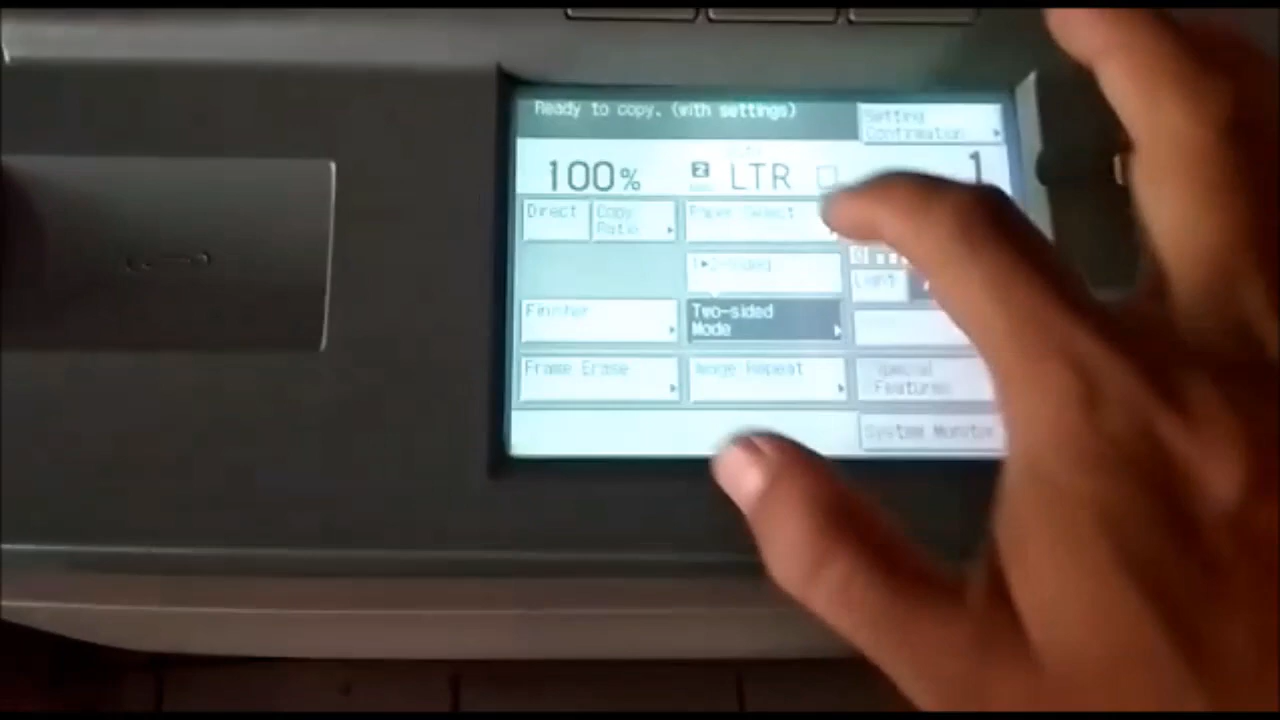 Ready to copy. (with settings)
Setting
Confirmation
100%
2
LTR
1
Direct
Copy
Ratio
Paper Select
1▸2-Sided
Light
Finisher
Two-sided
Mode
Frame Erase
Image Repeat
Special
Features
System Monitor